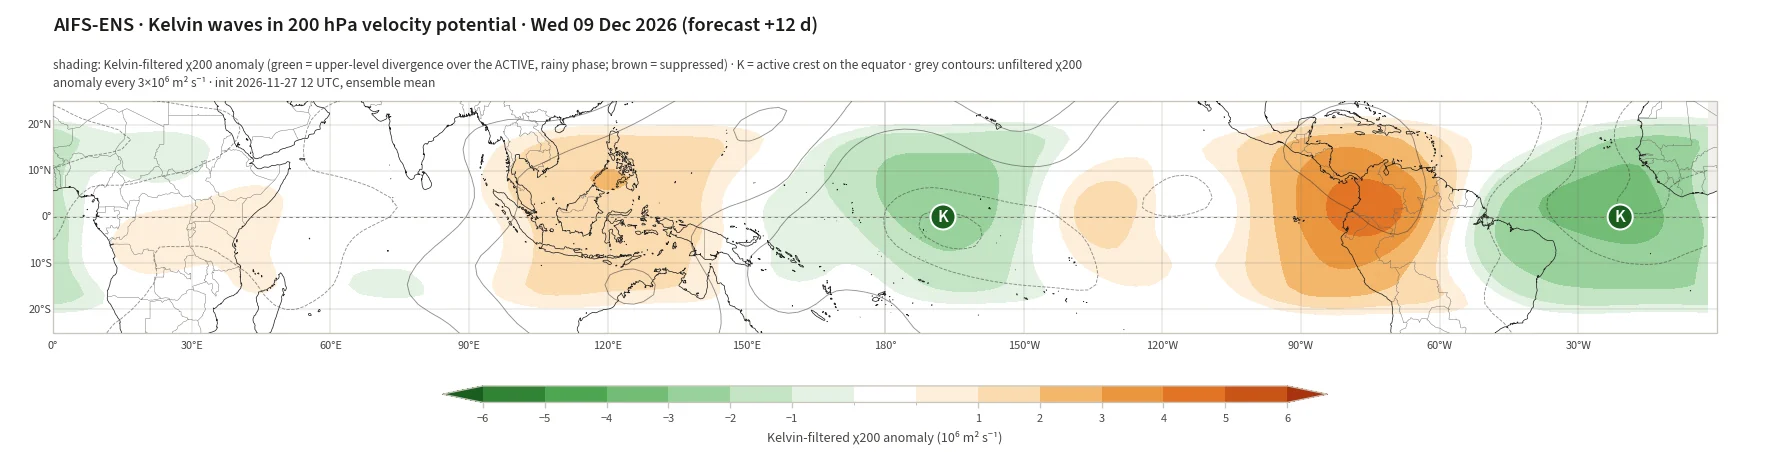 AIFS-ENS · Kelvin waves in 200 hPa velocity potential · Wed 09 Dec 2026 (forecast +12 d)
shading: Kelvin-filtered χ200 anomaly (green = upper-level divergence over the ACTIVE, rainy phase; brown = suppressed) · K = active crest on the equator · grey contours: unfiltered χ200
anomaly every 3×10⁶ m² s⁻¹ · init 2026-11-27 12 UTC, ensemble mean
20°N
10°N
0°
K K
10°S
20°S
0° 30°E 60°E 90°E 120°E 150°E 180° 150°W 120°W 90°W 60°W 30°W
−6 −5 −4 −3 −2 −1 1 2 3 4 5 6
Kelvin-filtered χ200 anomaly (10⁶ m² s⁻¹)